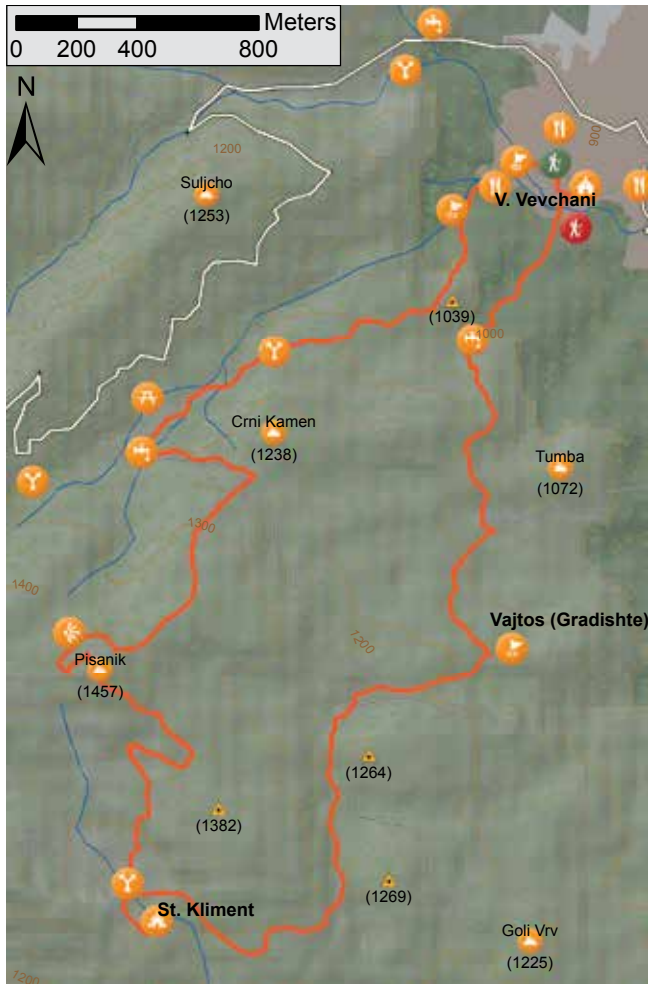 Meters
0 200 400 800
N
900
1200
Suljcho
(1253)
V. Vevchani
(1039)
1000
Crni Kamen
(1238)
Tumba
(1072)
1300
1400
Vajtos (Gradishte)
1200
Pisanik
(1457)
(1264)
(1382)
(1269)
St. Kliment
Goli Vrv
(1225)
1200